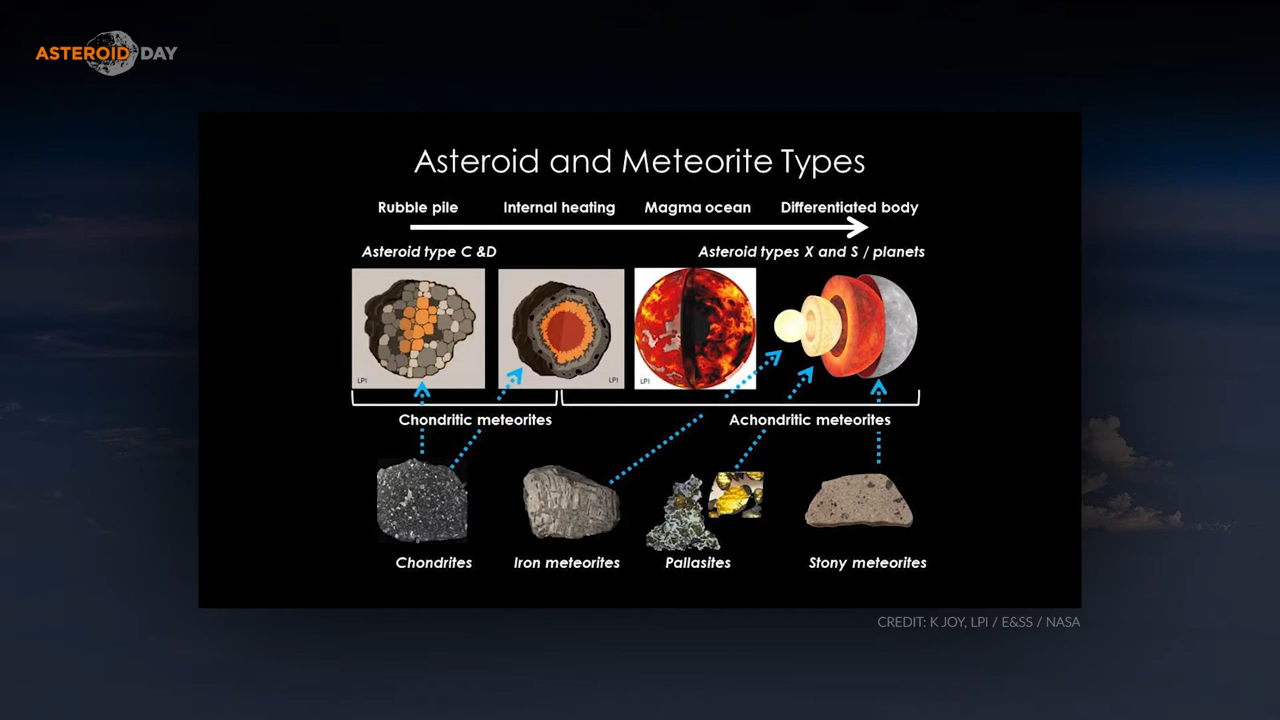 ASTEROID DAY
Asteroid and Meteorite Types
Rubble pile Internal heating Magma ocean Differentiated body
Asteroid type C &D Asteroid types X and S / planets
LPI LPI LPI
Chondritic meteorites Achondritic meteorites
Chondrites Iron meteorites Pallasites Stony meteorites
CREDIT: K JOY, LPI / E&SS / NASA